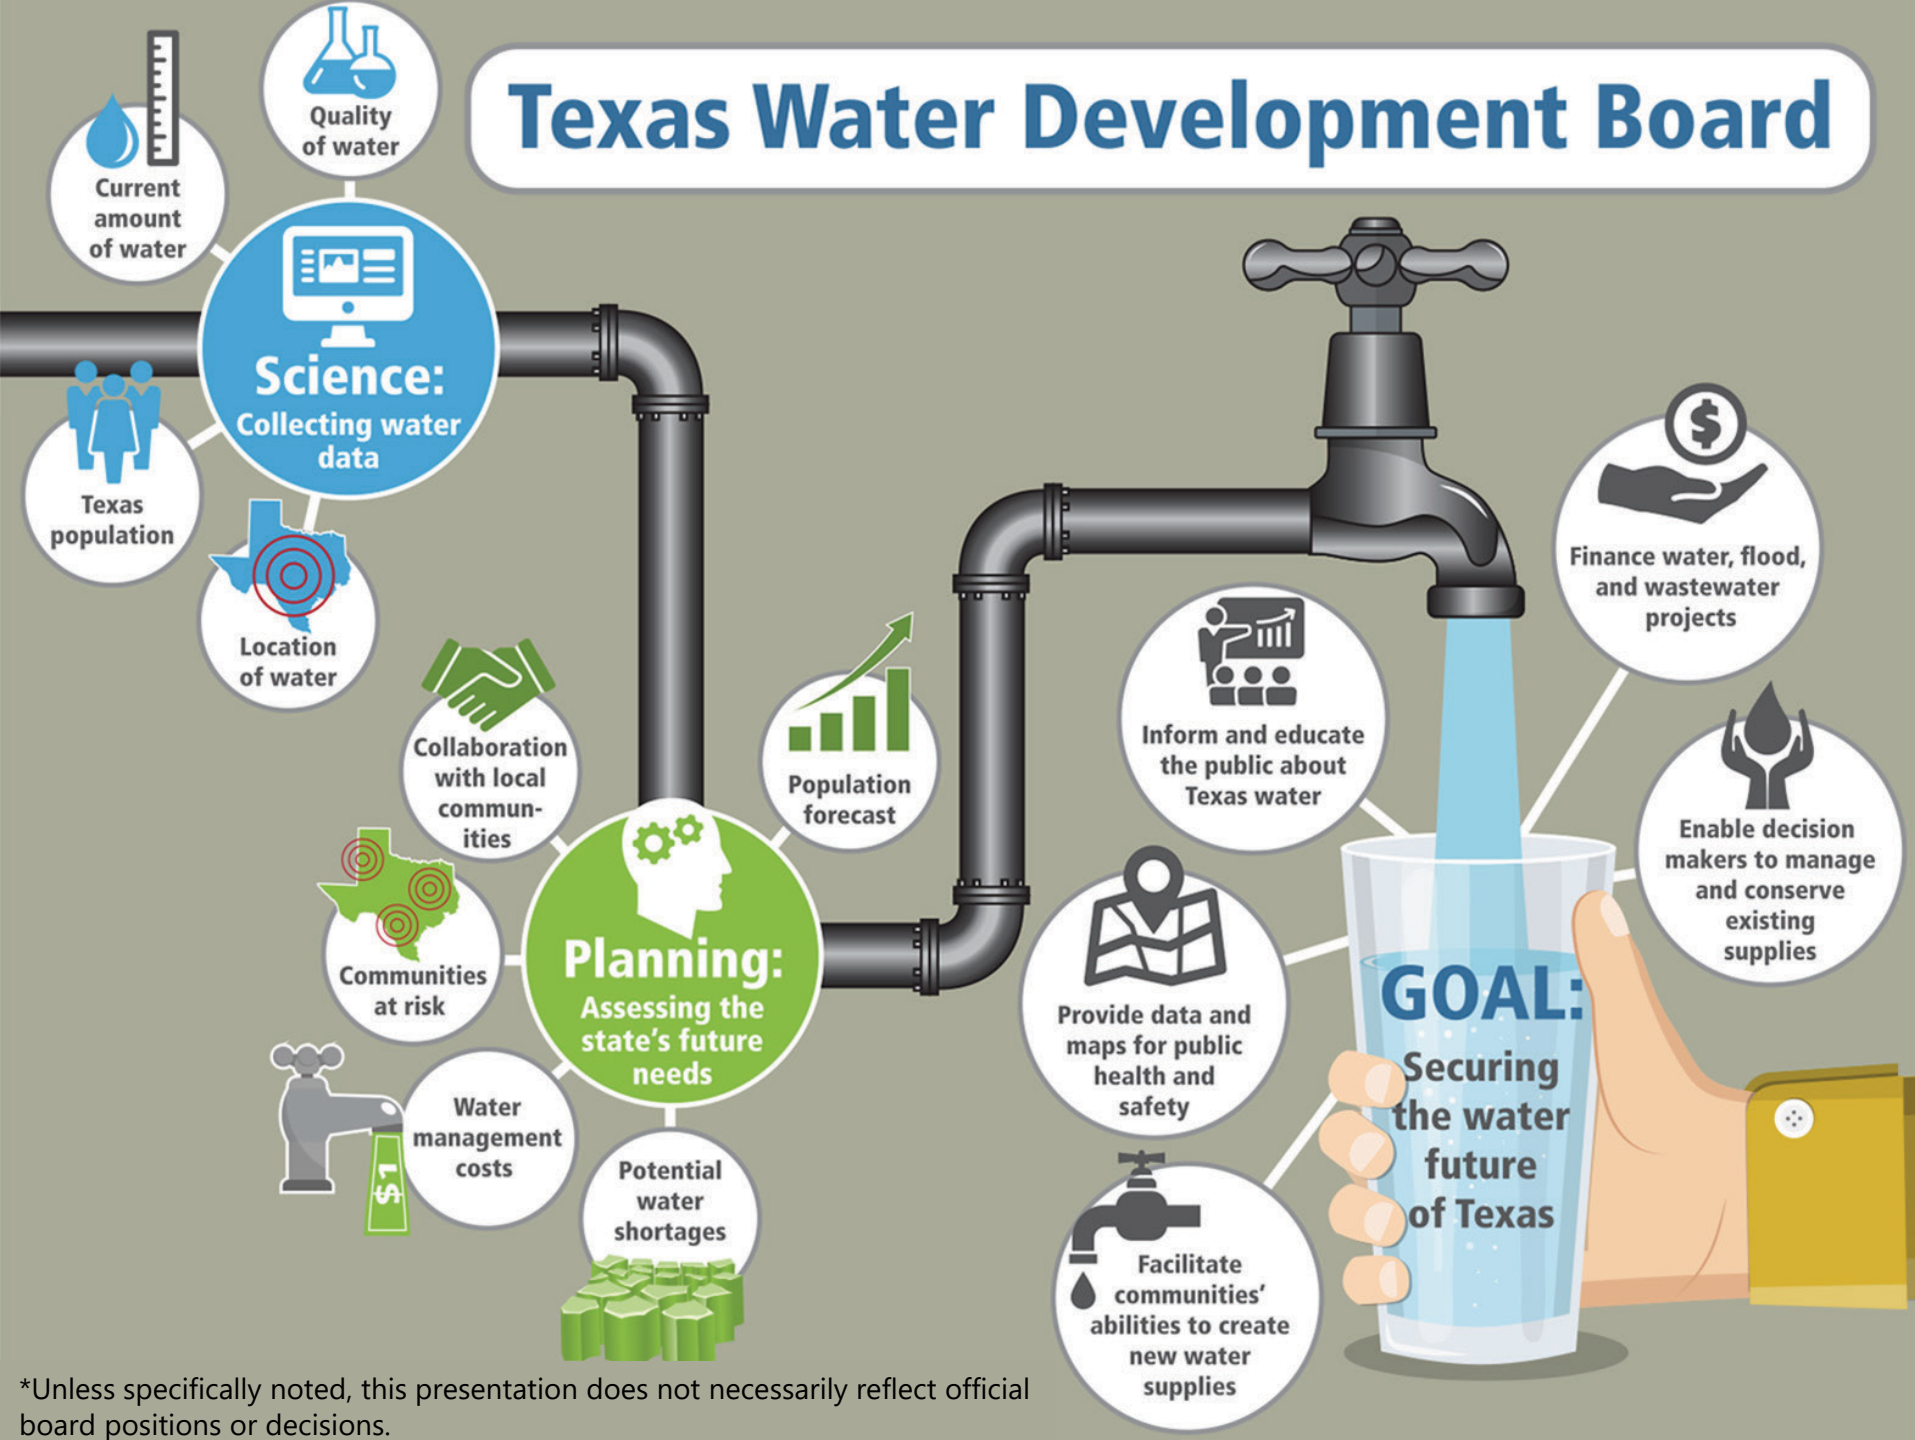 Texas Water Development Board
Quality
of water
Current
amount
of water
Science:
Collecting water
data
Texas
population
Location
of water
Collaboration
with local
commun-
ities
Population
forecast
Communities
at risk
Planning:
Assessing the
state's future
needs
Water
management
costs
$1
Potential
water
shortages
$
Finance water, flood,
and wastewater
projects
Inform and educate
the public about
Texas water
Enable decision
makers to manage
and conserve
existing
supplies
Provide data and
maps for public
health and
safety
Facilitate
communities'
abilities to create
new water
supplies
GOAL:
Securing
the water
future
of Texas
*Unless specifically noted, this presentation does not necessarily reflect official
board positions or decisions.